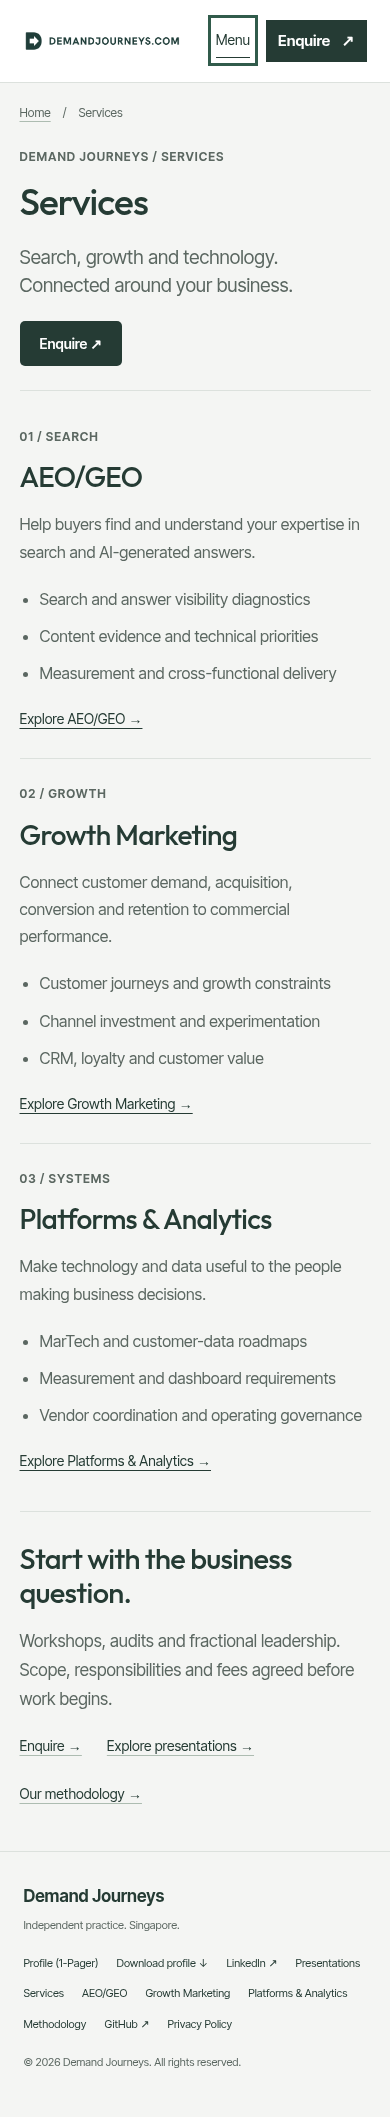 DEMANDJOURNEYS.COM Menu Enquire ↗
Home / Services
DEMAND JOURNEYS / SERVICES
Services
Search, growth and technology.
Connected around your business.
Enquire ↗
01 / SEARCH
AEO/GEO
Help buyers find and understand your expertise in
search and AI-generated answers.
• Search and answer visibility diagnostics
• Content evidence and technical priorities
• Measurement and cross-functional delivery
Explore AEO/GEO →
02 / GROWTH
Growth Marketing
Connect customer demand, acquisition,
conversion and retention to commercial
performance.
• Customer journeys and growth constraints
• Channel investment and experimentation
• CRM, loyalty and customer value
Explore Growth Marketing →
03 / SYSTEMS
Platforms & Analytics
Make technology and data useful to the people
making business decisions.
• MarTech and customer-data roadmaps
• Measurement and dashboard requirements
• Vendor coordination and operating governance
Explore Platforms & Analytics →
Start with the business
question.
Workshops, audits and fractional leadership.
Scope, responsibilities and fees agreed before
work begins.
Enquire → Explore presentations →
Our methodology →
Demand Journeys
Independent practice. Singapore.
Profile (1-Pager) Download profile ↓ LinkedIn ↗ Presentations
Services AEO/GEO Growth Marketing Platforms & Analytics
Methodology GitHub ↗ Privacy Policy
© 2026 Demand Journeys. All rights reserved.